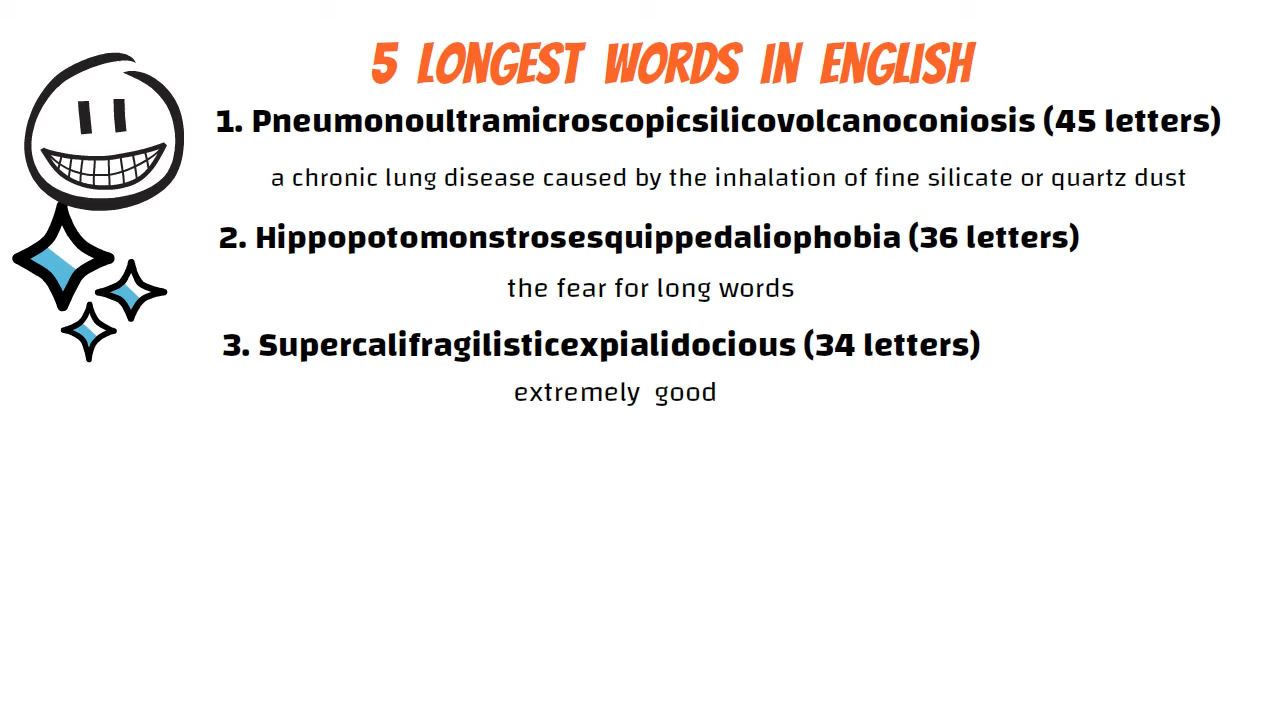 5 LONGEST WORDS IN ENGLISH
1. Pneumonoultramicroscopicsilicovolcanoconiosis (45 letters)
a chronic lung disease caused by the inhalation of fine silicate or quartz dust
2. Hippopotomonstrosesquippedaliophobia (36 letters)
the fear for long words
3. Supercalifragilisticexpialidocious (34 letters)
extremely good